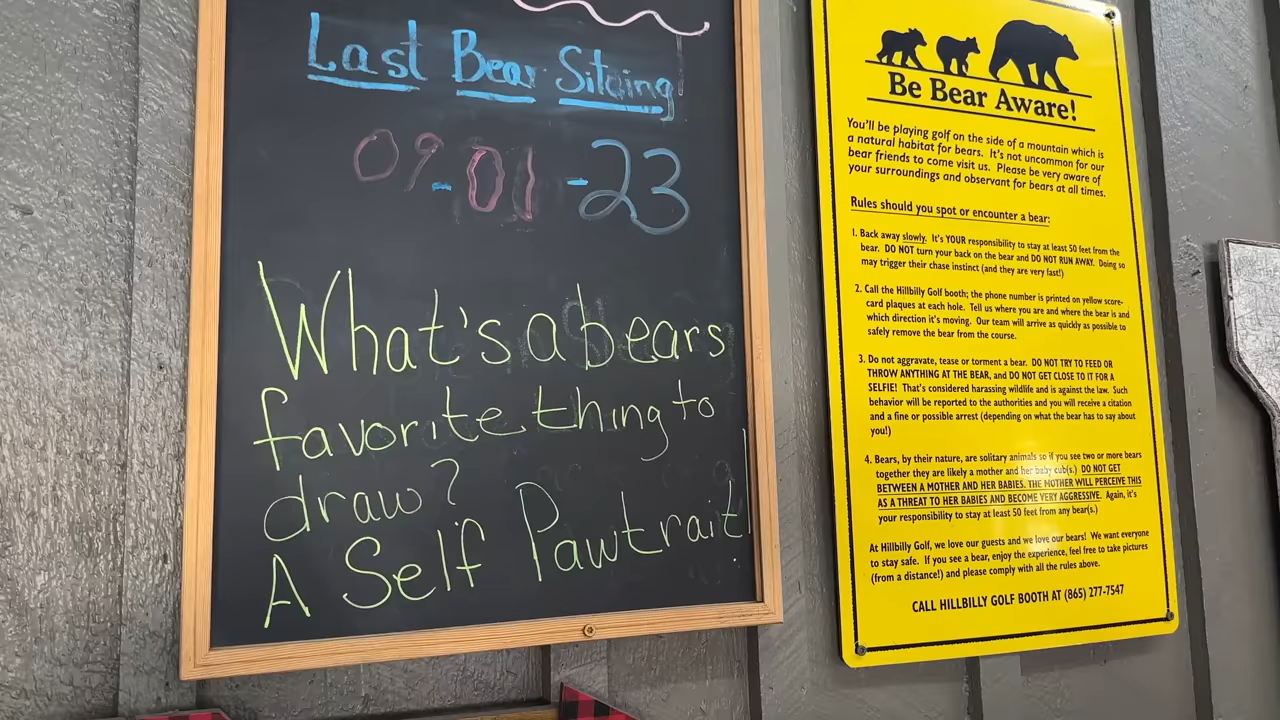 Last Bear Sitcing
09-01-23
What's a bears
favorite thing to
draw?
A Self Pawtrait!
Be Bear Aware!
You'll be playing golf on the side of a mountain which is
a natural habitat for bears. It's not uncommon for our
bear friends to come visit us. Please be very aware of
your surroundings and observant for bears at all times.
Rules should you spot or encounter a bear:
1. Back away slowly. It's YOUR responsibility to stay at least 50 feet from the
bear. DO NOT turn your back on the bear and DO NOT RUN AWAY. Doing so
may trigger their chase instinct (and they are very fast!)
2. Call the Hillbilly Golf booth; the phone number is printed on yellow score-
card plaques at each hole. Tell us where you are and where the bear is and
which direction it's moving. Our team will arrive as quickly as possible to
safely remove the bear from the course.
3. Do not aggravate, tease or torment a bear. DO NOT TRY TO FEED OR
THROW ANYTHING AT THE BEAR, and DO NOT GET CLOSE TO IT FOR A
SELFIE! That's considered harassing wildlife and is against the law. Such
behavior will be reported to the authorities and you will receive a citation
and a fine or possible arrest (depending on what the bear has to say about
you!)
4. Bears, by their nature, are solitary animals so if you see two or more bears
together they are likely a mother and her baby cub(s.) DO NOT GET
BETWEEN A MOTHER AND HER BABIES. THE MOTHER WILL PERCEIVE THIS
AS A THREAT TO HER BABIES AND BECOME VERY AGGRESSIVE. Again, it's
your responsibility to stay at least 50 feet from any bear(s.)
At Hillbilly Golf, we love our guests and we love our bears! We want everyone
to stay safe. If you see a bear, enjoy the experience, feel free to take pictures
(from a distance!) and please comply with all the rules above.
CALL HILLBILLY GOLF BOOTH AT (865) 277-7547